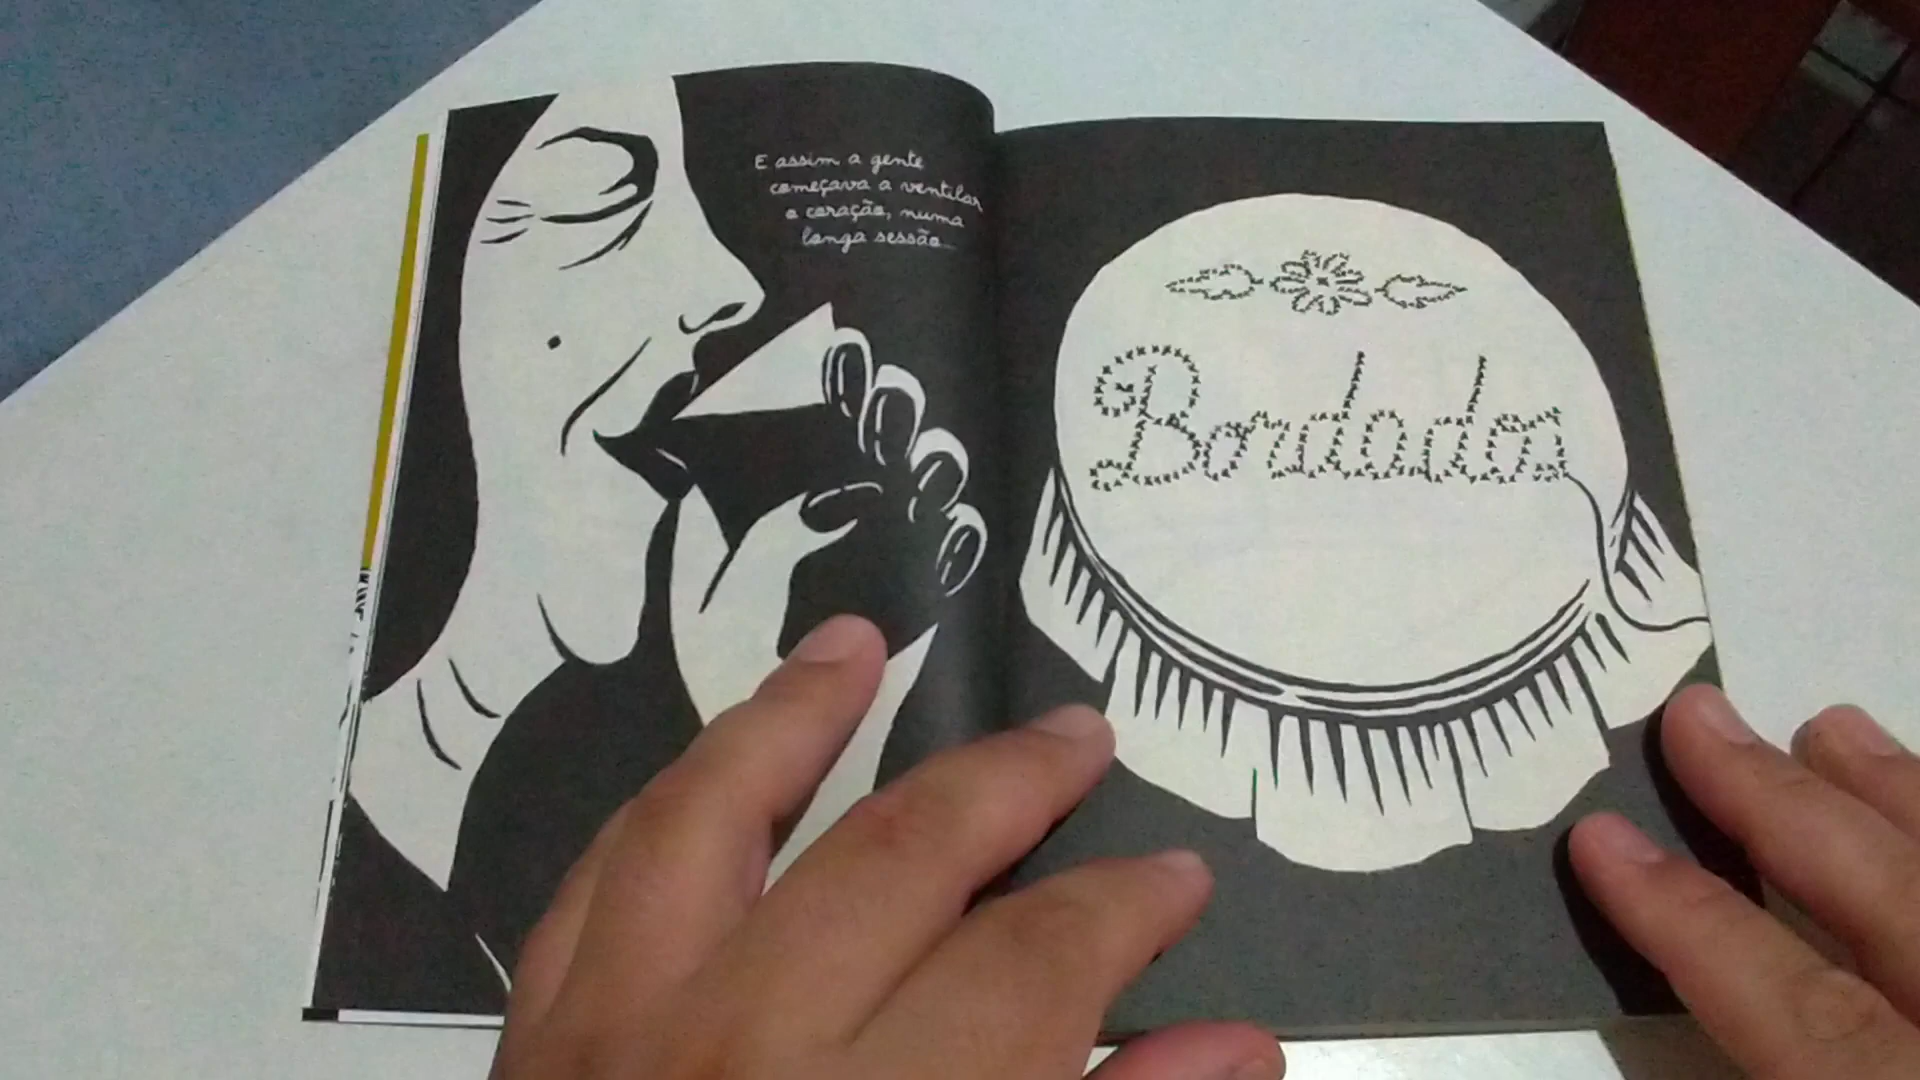 E assim a gente
começava a ventilar
o coração, numa
longa sessão...
Bordados